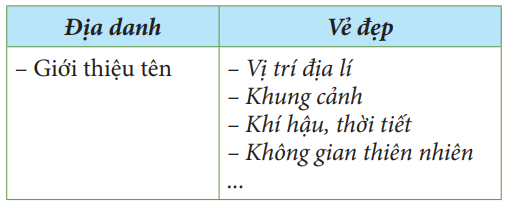 Địa danh
Vẻ đẹp
– Giới thiệu tên
– Vị trí địa lí
– Khung cảnh
– Khí hậu, thời tiết
– Không gian thiên nhiên
...